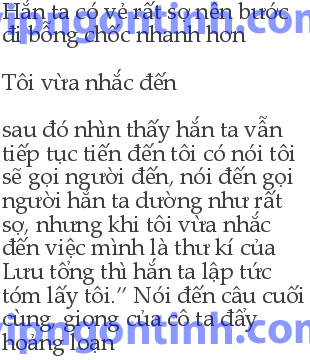 Hắn ta có vẻ rất sợ nên bước
đi bỗng chốc nhanh hơn
vipngontinh.com
Tôi vừa nhắc đến
sau đó nhìn thấy hắn ta vẫn
tiếp tục tiến đến tôi có nói tôi
sẽ gọi người đến, nói đến gọi
người hắn ta dường như rất
sợ, nhưng khi tôi vừa nhắc
đến việc mình là thư kí của
Lưu tổng thì hắn ta lập tức
tóm lấy tôi.” Nói đến câu cuối
cùng, giọng của cô ta đầy
vipngontinh.com
hoảng loạn